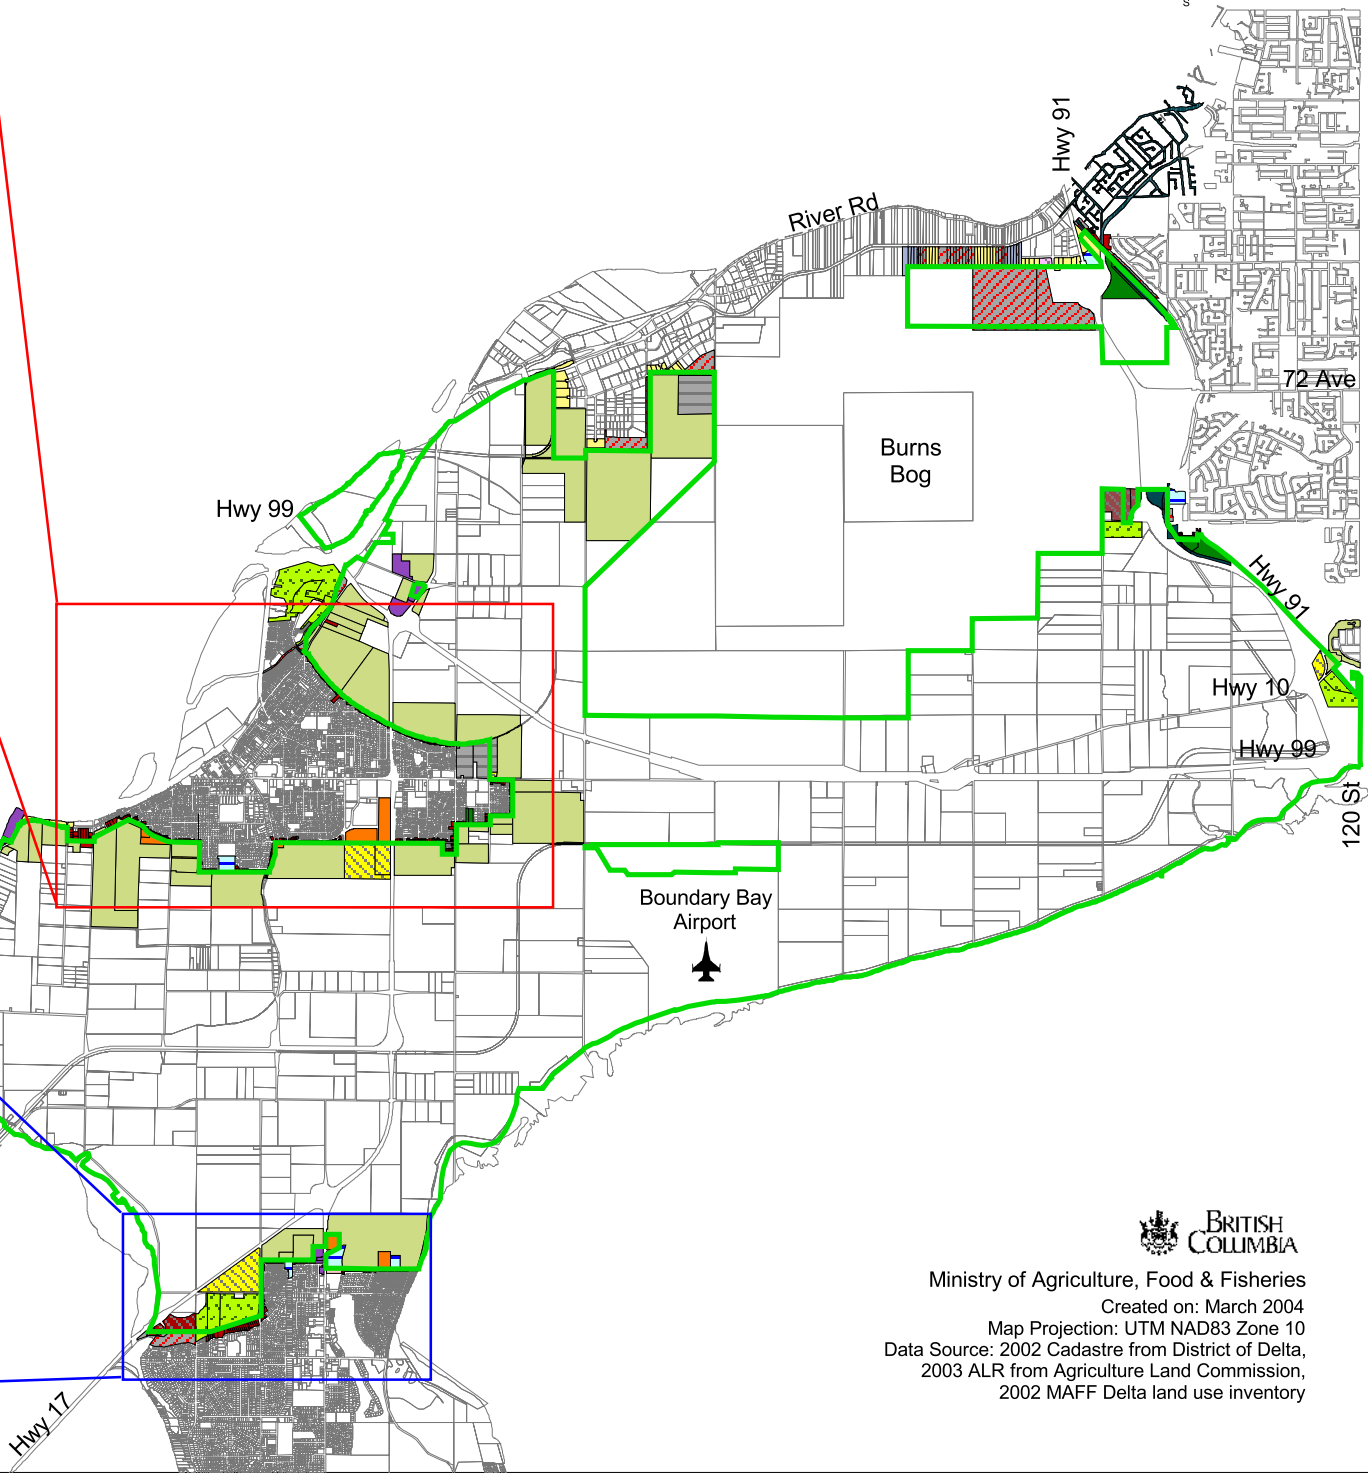 S
Hwy 91
River Rd
72 Ave
Burns
Bog
Hwy 99
Hwy 91
Hwy 10
Hwy 99
120 St
Boundary Bay
Airport
BRITISH
COLUMBIA
Ministry of Agriculture, Food & Fisheries
Created on: March 2004
Map Projection: UTM NAD83 Zone 10
Data Source: 2002 Cadastre from District of Delta,
2003 ALR from Agriculture Land Commission,
2002 MAFF Delta land use inventory
Hwy 17